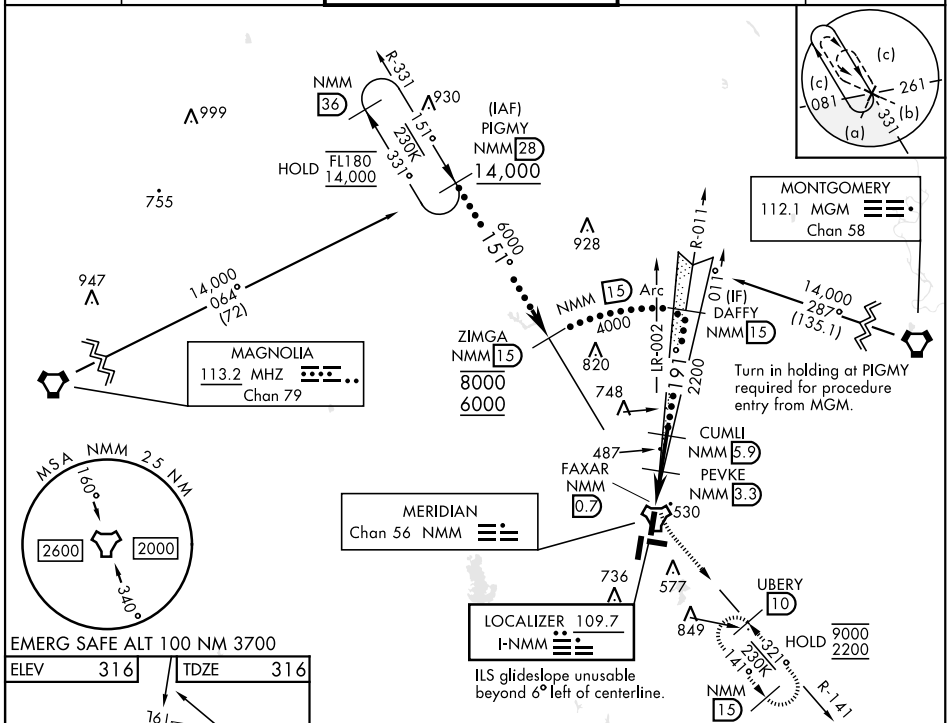 R-331
NMM
36
930
999
151°
230K
331°
HOLD FL180
14,000
(IAF)
PIGMY
NMM 28
14,000
(c)
(c)
081
261
(b)
(a)
331
755
947
14,000
064°
(72)
6000
151°
928
R-011
011°
MONTGOMERY
112.1 MGM
Chan 58
NMM 15 Arc
4000
LR-002
(IF)
DAFFY
NMM 15
14,000
287°
(135.1)
ZIMGA
NMM 15
8000
6000
820
191°
2200
748
Turn in holding at PIGMY
required for procedure
entry from MGM.
MAGNOLIA
113.2 MHZ
Chan 79
487
CUMLI
NMM 5.9
PEVKE
NMM 3.3
FAXAR
NMM
0.7
530
MSA NMM 25 NM
160°
2600
2000
340°
MERIDIAN
Chan 56 NMM
736
577
UBERY
10
849
HOLD 9000
2200
321°
230K
141°
NMM
15
R-141
LOCALIZER 109.7
I-NMM
ILS glideslope unusable
beyond 6° left of centerline.
EMERG SAFE ALT 100 NM 3700
ELEV 316
TDZE 316